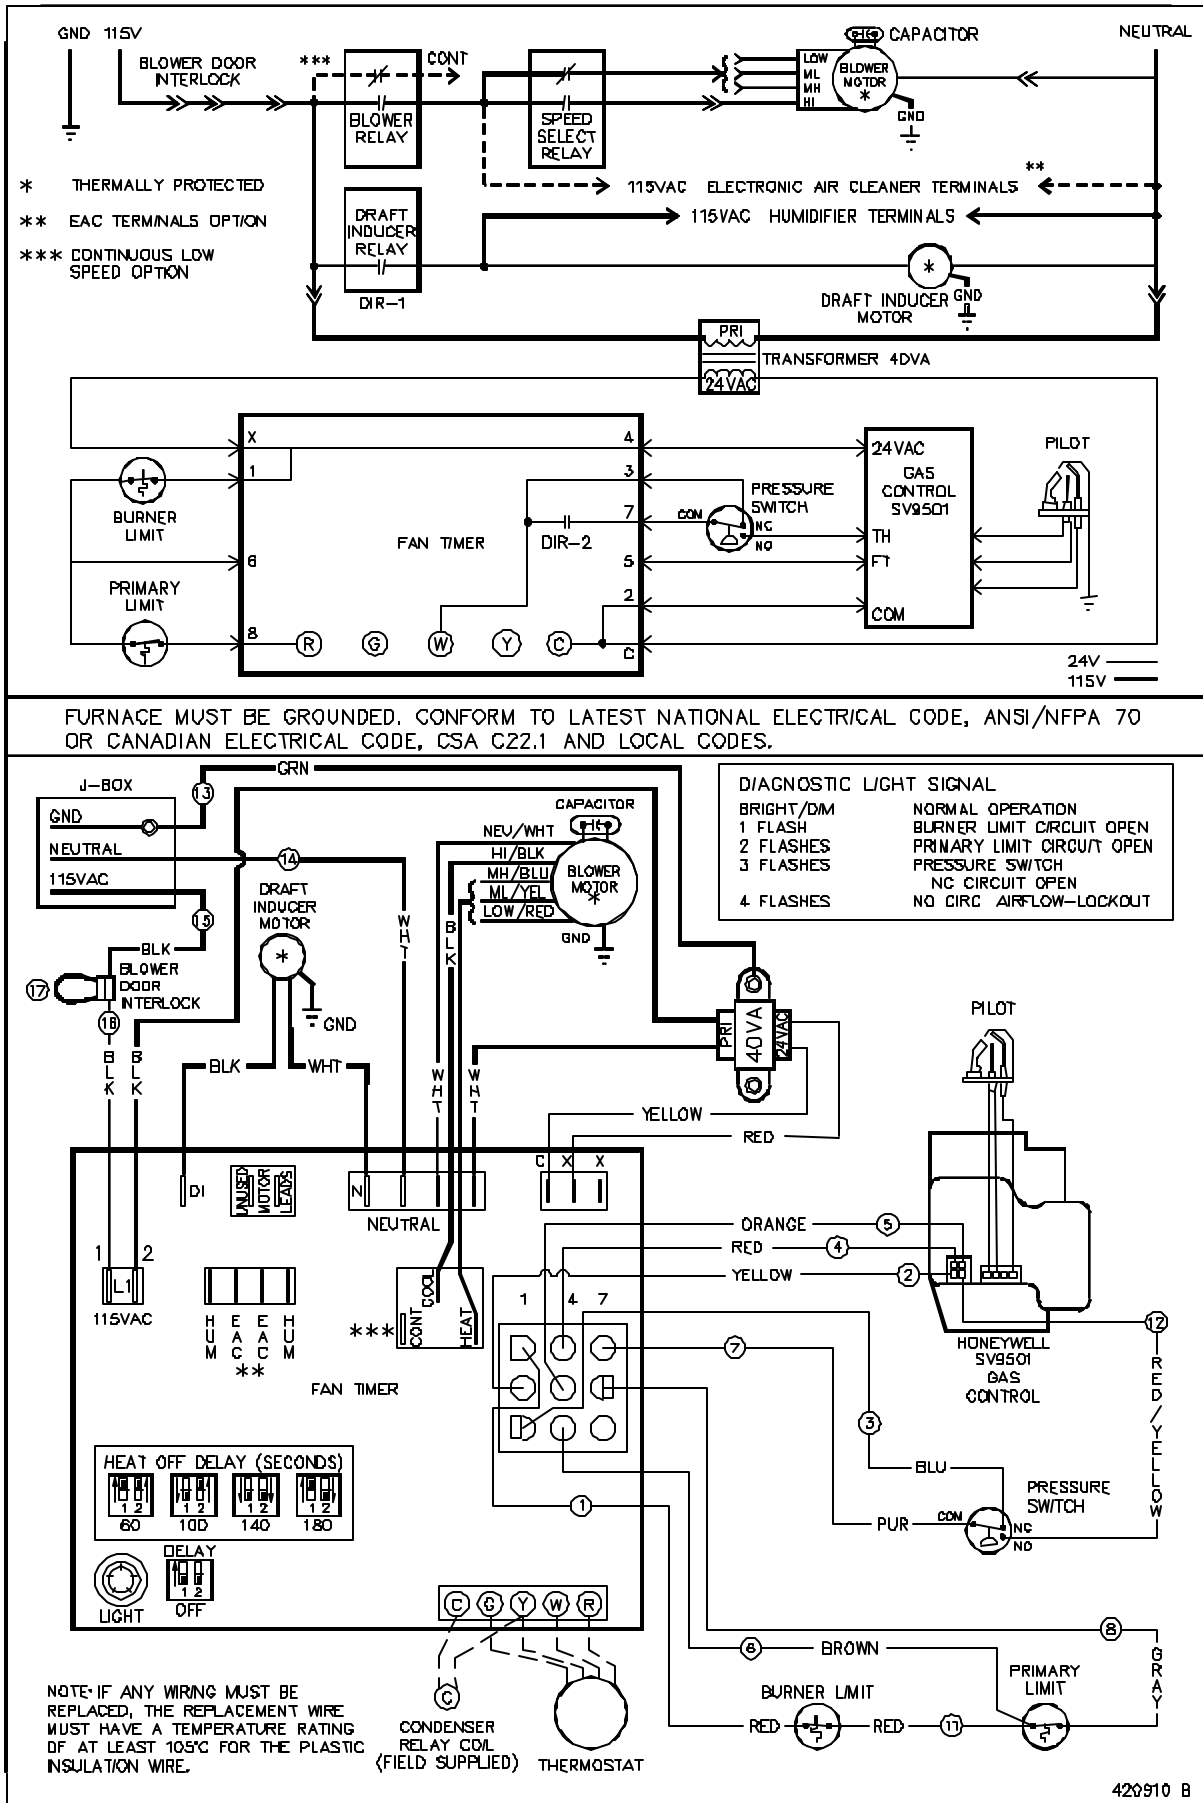 GND 115V
BLOWER DOOR
INTERLOCK
***
CONT
BLOWER
RELAY
SPEED
SELECT
RELAY
LOW
ML
MH
HI
CAPACITOR
BLOWER
MOTOR
*
GND
NEUTRAL
* THERMALLY PROTECTED
** EAC TERMINALS OPTION
*** CONTINUOUS LOW
SPEED OPTION
DRAFT
INDUCER
RELAY
DIR-1
115VAC ELECTRONIC AIR CLEANER TERMINALS
**
115VAC HUMIDIFIER TERMINALS
*
DRAFT INDUCER
MOTOR
GND
PRI
24VAC
TRANSFORMER 40VA
BURNER
LIMIT
PRIMARY
LIMIT
X
1
6
8
FAN TIMER
R G W Y C
4
3
7
5
2
C
DIR-2
PRESSURE
SWITCH
COM
NC
NO
24VAC
GAS
CONTROL
SV9501
TH
FT
COM
PILOT
24V
115V
FURNACE MUST BE GROUNDED. CONFORM TO LATEST NATIONAL ELECTRICAL CODE, ANSI/NFPA 70
OR CANADIAN ELECTRICAL CODE, CSA C22.1 AND LOCAL CODES.
J-BOX
GND
NEUTRAL
115VAC
GRN
13
14
15
BLK
17
BLOWER
DOOR
INTERLOCK
16
BLK
BLK
DRAFT
INDUCER
MOTOR
*
GND
BLK
WHT
WHT
CAPACITOR
NEU/WHT
HI/BLK
MH/BLU
ML/YEL
LOW/RED
BLOWER
MOTOR
*
GND
BLK
WHT
WHT
DIAGNOSTIC LIGHT SIGNAL
BRIGHT/DIM NORMAL OPERATION
1 FLASH BURNER LIMIT CIRCUIT OPEN
2 FLASHES PRIMARY LIMIT CIRCUIT OPEN
3 FLASHES PRESSURE SWITCH
NC CIRCUIT OPEN
4 FLASHES NO CIRC AIRFLOW-LOCKOUT
PRI
40VA
24VAC
YELLOW
RED
PILOT
DI
UNUSED
MOTOR
LEADS
N
NEUTRAL
C X X
1 2
L1
115VAC
HUM
EAC
EAC
HUM
**
***
CONT
COOL
HEAT
FAN TIMER
ORANGE
5
RED
4
YELLOW
2
1 4 7
7
3
BLU
PUR
1
HONEYWELL
SV9501
GAS
CONTROL
12
RED/YELLOW
PRESSURE
SWITCH
COM
NC
NO
HEAT OFF DELAY (SECONDS)
1 2 1 2 1 2 1 2
60 100 140 180
DELAY
1 2
OFF
LIGHT
C G Y W R
C
CONDENSER
RELAY COIL
(FIELD SUPPLIED)
THERMOSTAT
8
6
BROWN
GRAY
BURNER LIMIT
PRIMARY
LIMIT
RED
RED
11
NOTE: IF ANY WIRING MUST BE
REPLACED, THE REPLACEMENT WIRE
MUST HAVE A TEMPERATURE RATING
OF AT LEAST 105°C FOR THE PLASTIC
INSULATION WIRE.
420910 B